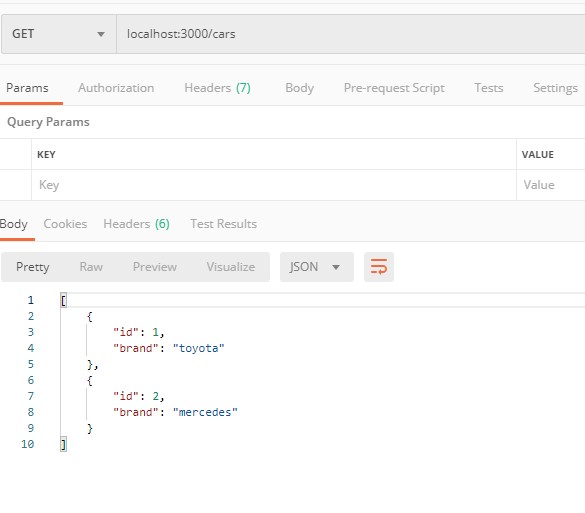 GET localhost:3000/cars
Params Authorization Headers (7) Body Pre-request Script Tests Settings
Query Params
KEY VALUE
Key Value
Body Cookies Headers (6) Test Results
Pretty Raw Preview Visualize JSON
1 [
2 {
3 "id": 1,
4 "brand": "toyota"
5 },
6 {
7 "id": 2,
8 "brand": "mercedes"
9 }
10 ]